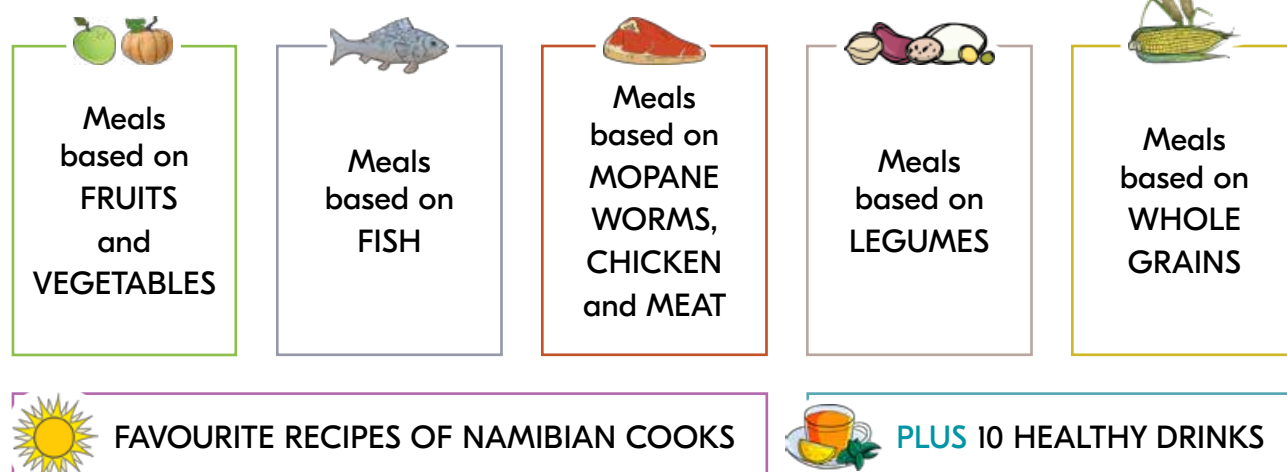 Meals
based on
FRUITS
and
VEGETABLES
Meals
based on
FISH
Meals
based on
MOPANE
WORMS,
CHICKEN
and MEAT
Meals
based on
LEGUMES
Meals
based on
WHOLE
GRAINS
FAVOURITE RECIPES OF NAMIBIAN COOKS
PLUS 10 HEALTHY DRINKS